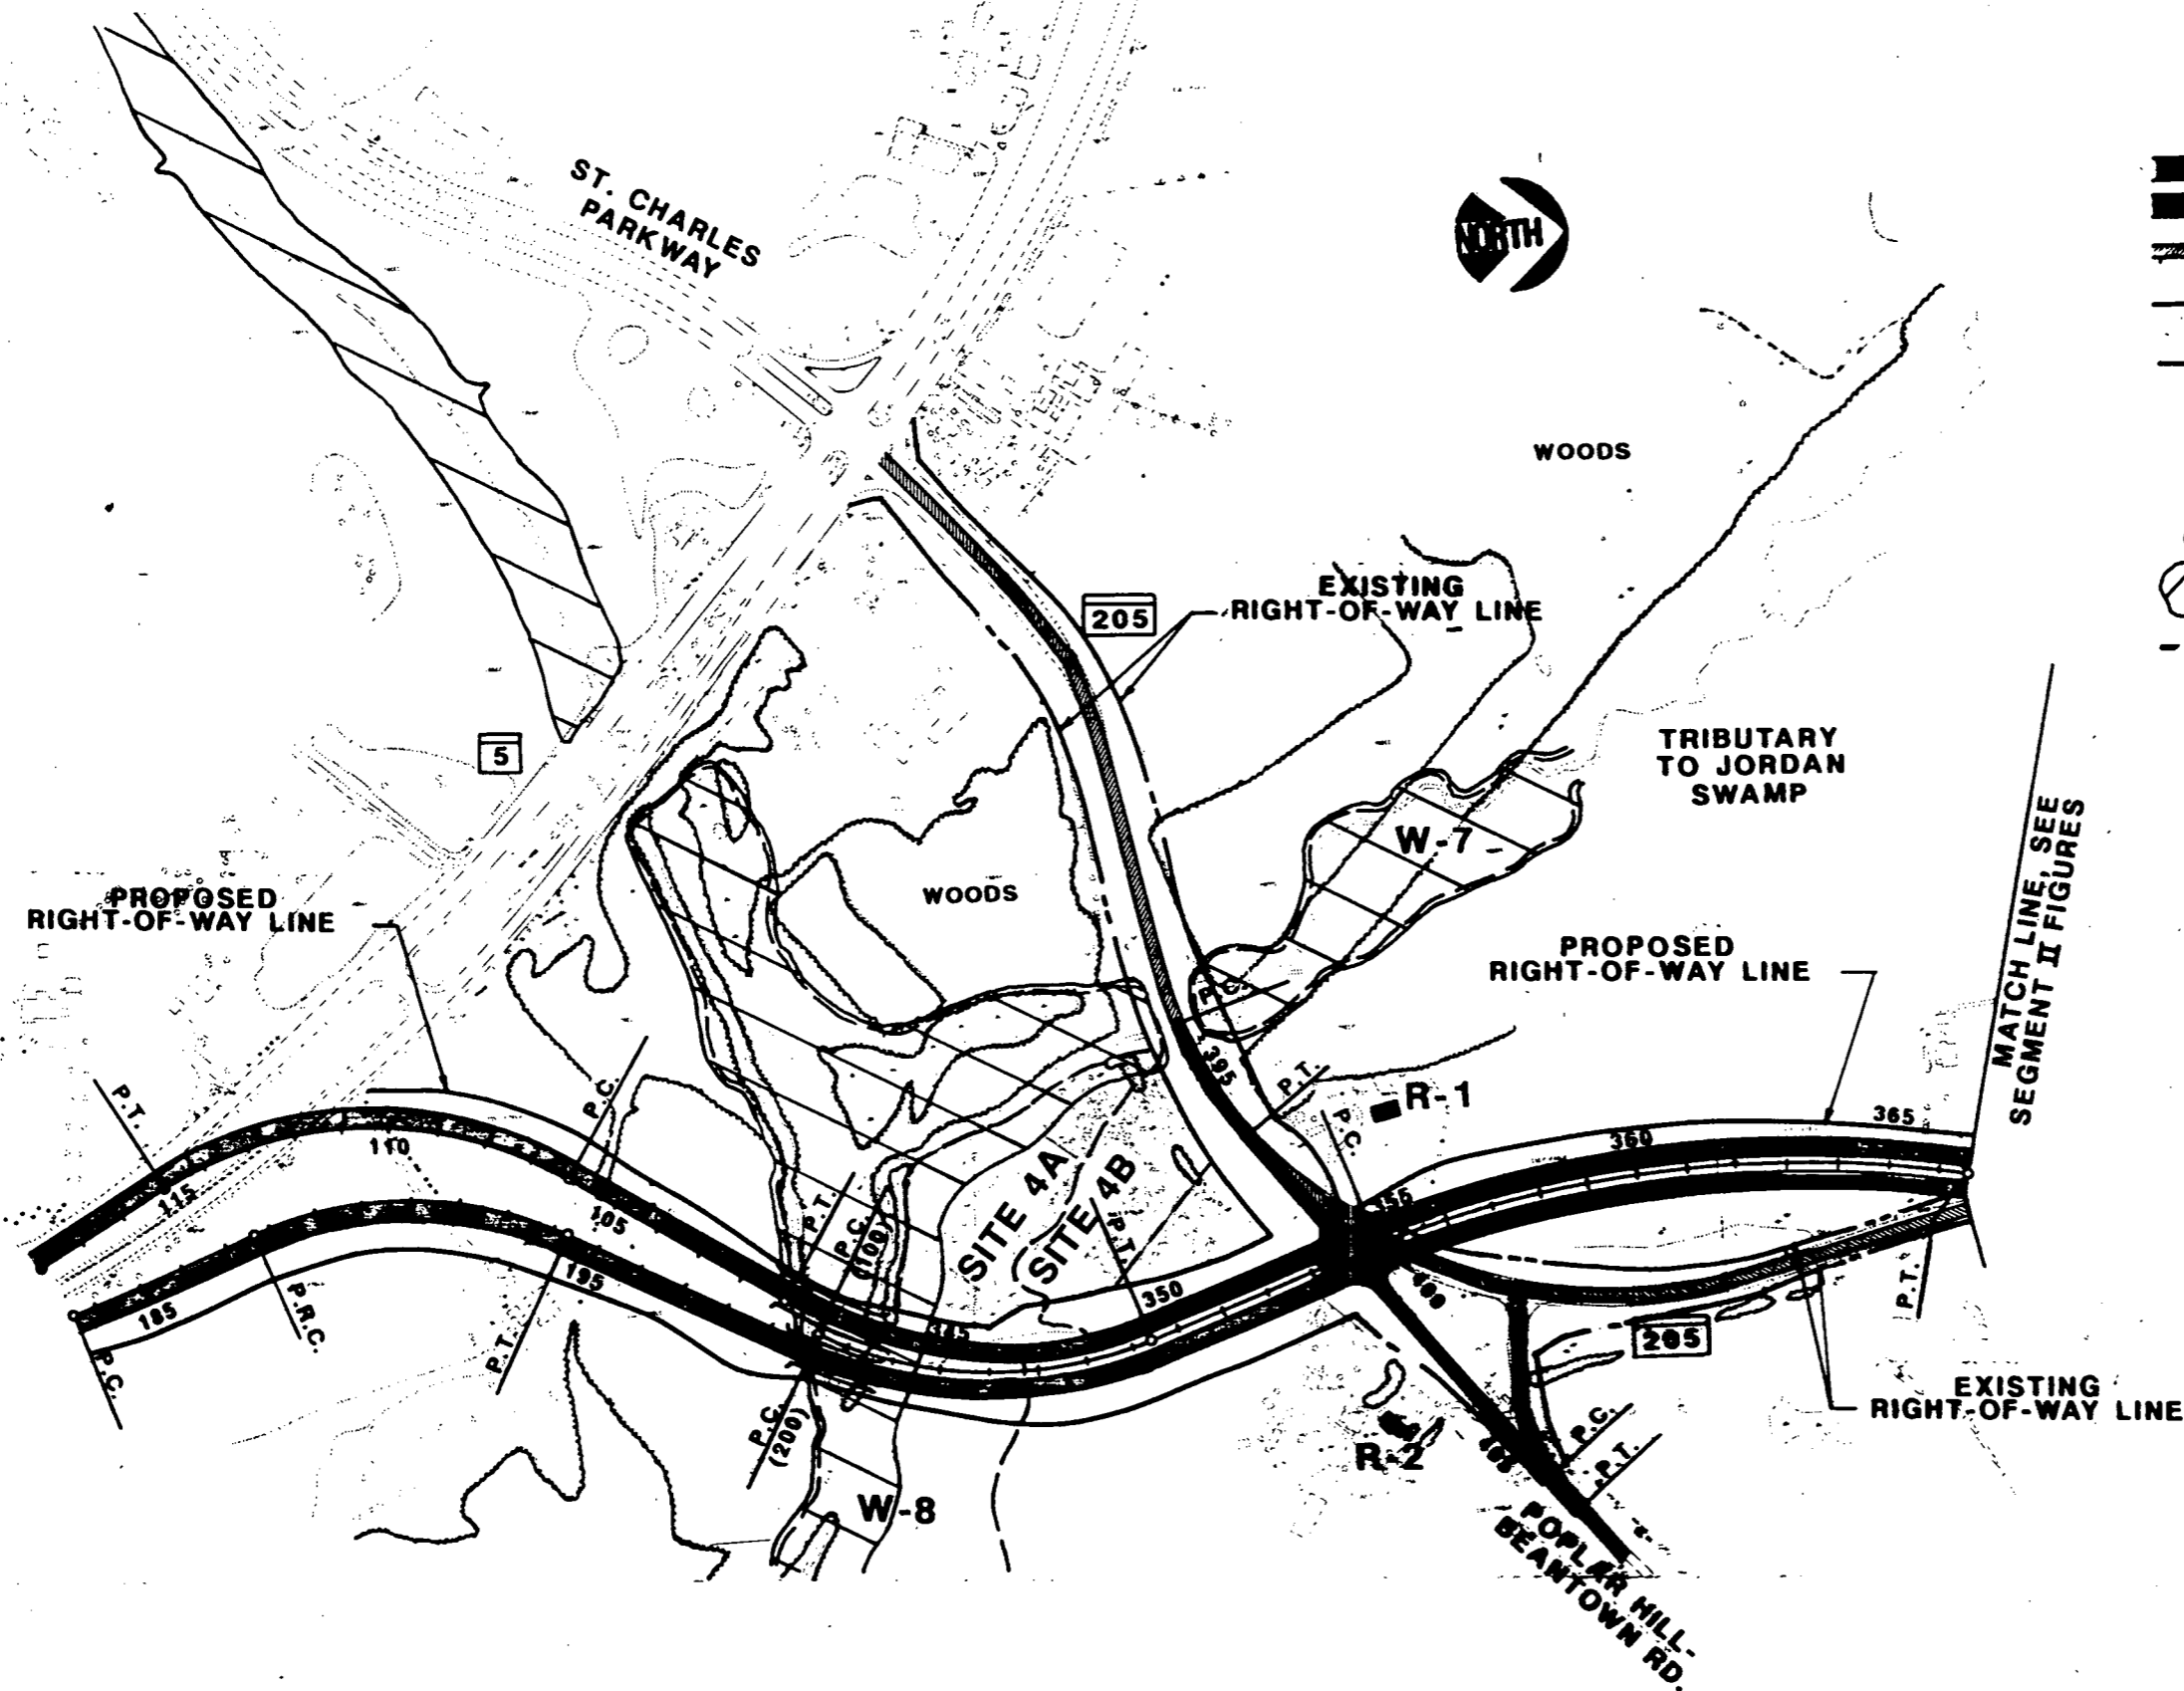 ST. CHARLES
PARKWAY
NORTH
WOODS
EXISTING
RIGHT-OF-WAY LINE
205
TRIBUTARY
TO JORDAN
SWAMP
5
W-7
MATCH LINE, SEE
SEGMENT II FIGURES
WOODS
PROPOSED
RIGHT-OF-WAY LINE
PROPOSED
RIGHT-OF-WAY LINE
P.C.
395
P.T.
P.T.
P.C.
R-1
P.C.
365
360
110
115
105
SITE 4A
SITE 4B
P.T.
P.C.
(100)
P.T.
355
350
345
195
185
P.R.C.
P.T.
P.C.
400
P.T.
205
EXISTING
RIGHT-OF-WAY LINE
P.C.
(200)
R-2
405
P.C.
P.T.
W-8
POPLAR HILL-
BEANTOWN RD.